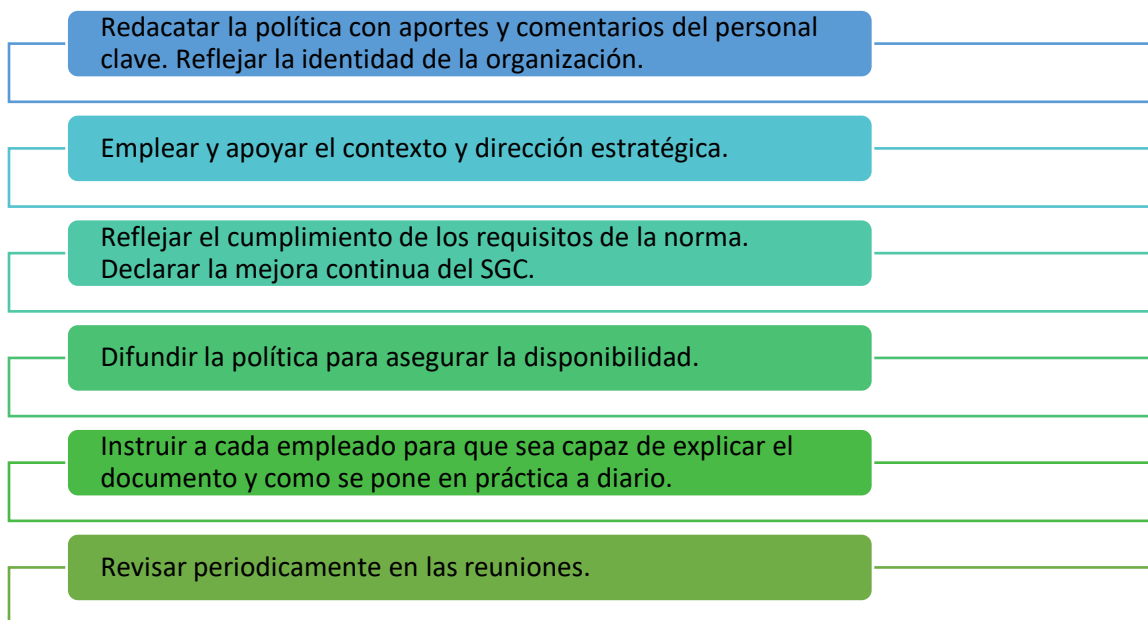 Redacatar la política con aportes y comentarios del personal
clave. Reflejar la identidad de la organización.
Emplear y apoyar el contexto y dirección estratégica.
Reflejar el cumplimiento de los requisitos de la norma.
Declarar la mejora continua del SGC.
Difundir la política para asegurar la disponibilidad.
Instruir a cada empleado para que sea capaz de explicar el
documento y como se pone en práctica a diario.
Revisar periodicamente en las reuniones.